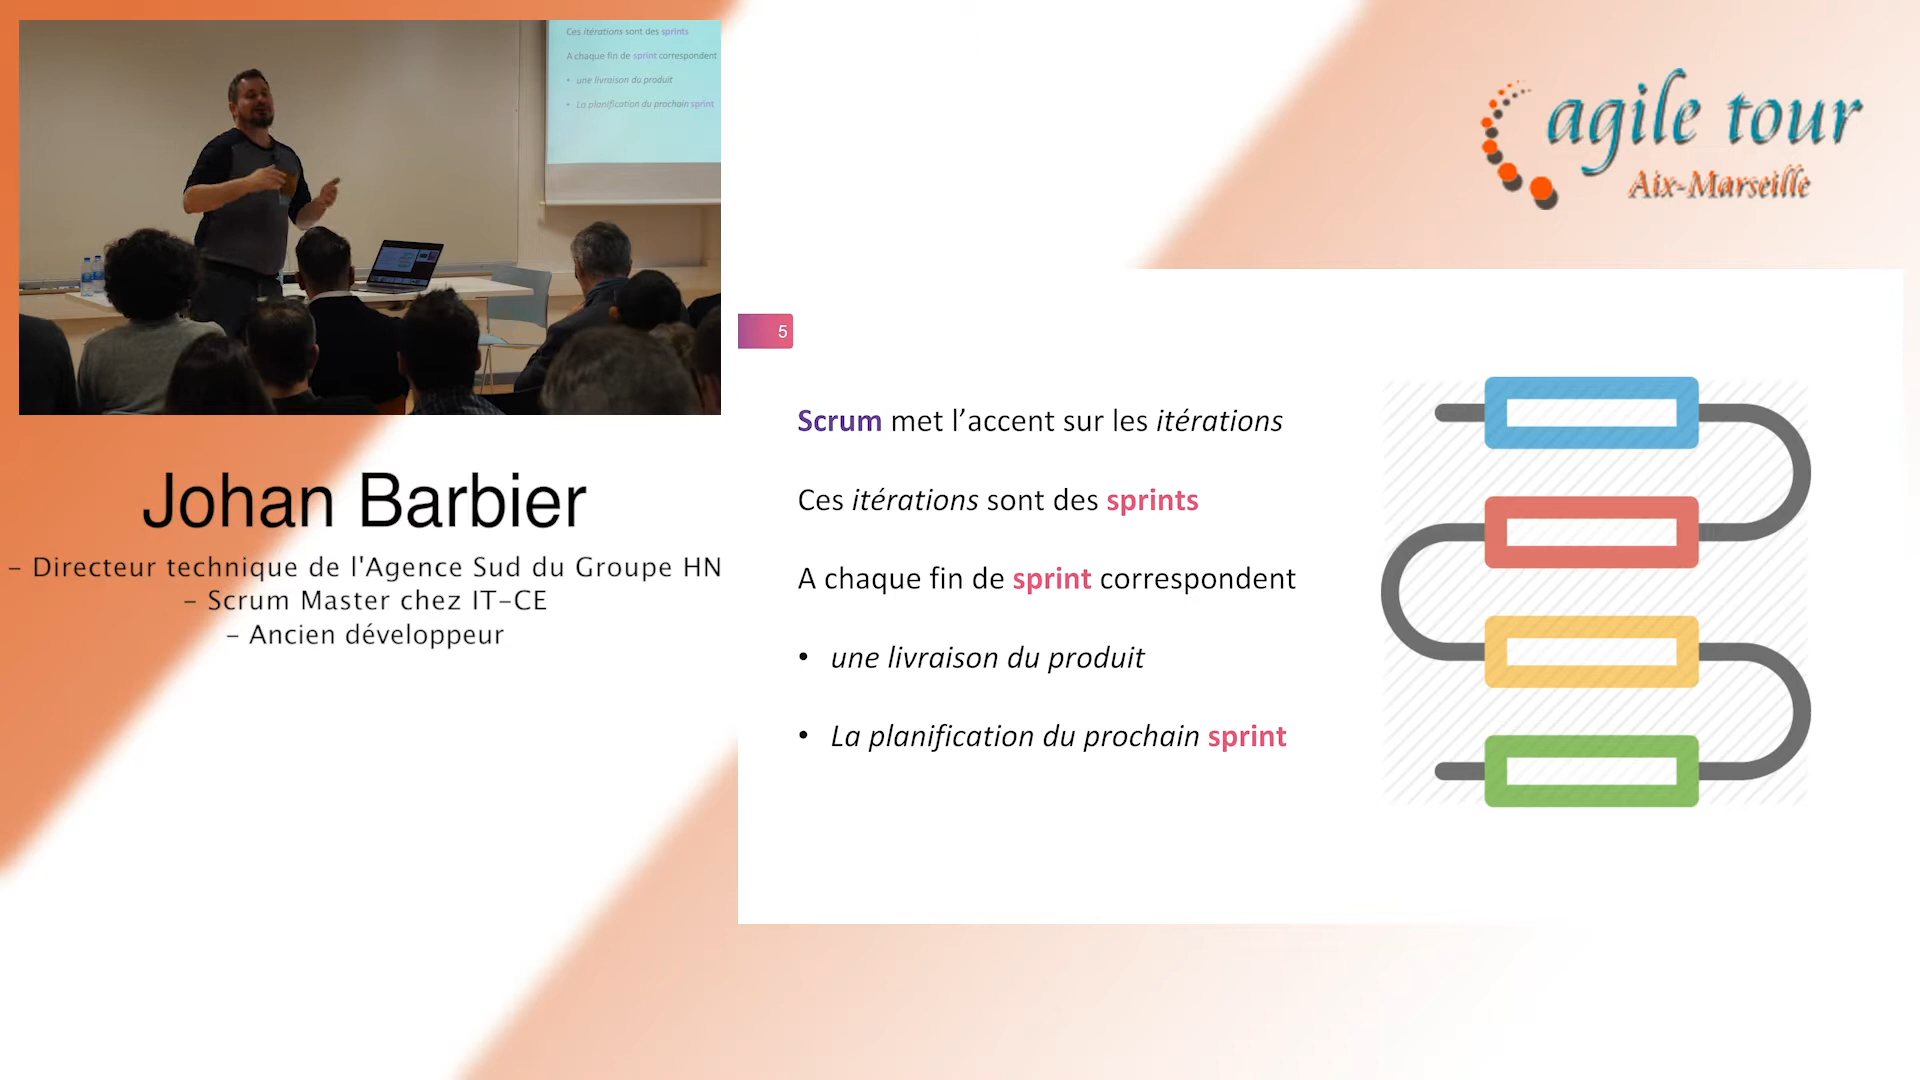 Ces itérations sont des sprints
A chaque fin de sprint correspondent
• une livraison du produit
• La planification du prochain sprint
agile tour
Aix-Marseille
Johan Barbier
– Directeur technique de l'Agence Sud du Groupe HN
– Scrum Master chez IT-CE
– Ancien développeur
5
Scrum met l’accent sur les itérations
Ces itérations sont des sprints
A chaque fin de sprint correspondent
• une livraison du produit
• La planification du prochain sprint